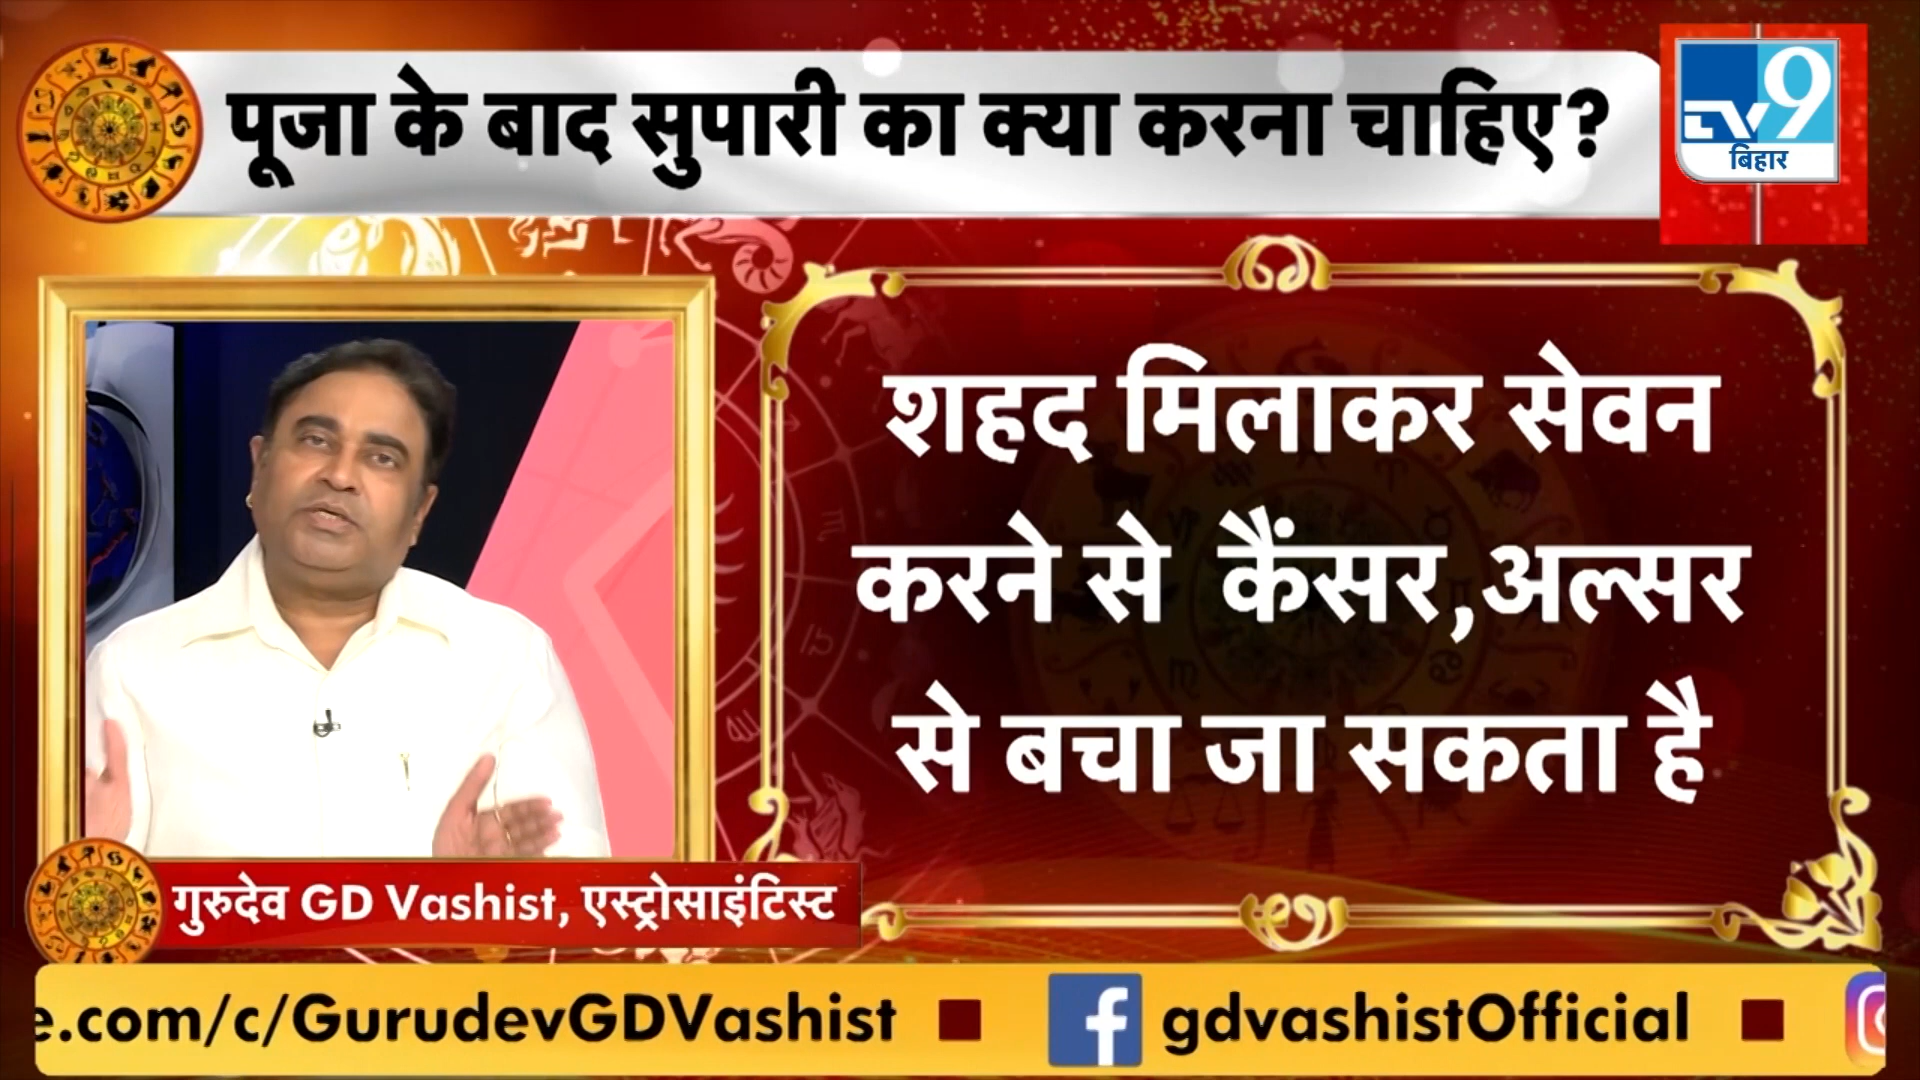 पूजा के बाद सुपारी का क्या करना चाहिए?
TV9
बिहार
शहद मिलाकर सेवन
करने से कैंसर,अल्सर
से बचा जा सकता है
गुरुदेव GD Vashist, एस्ट्रोसाइंटिस्ट
e.com/c/GurudevGDVashist
gdvashistOfficial